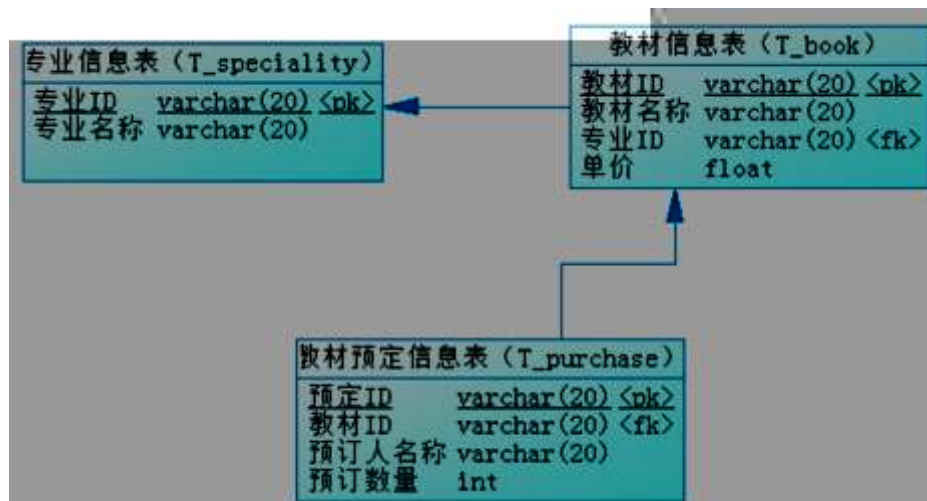 专业信息表（T_speciality）
专业ID varchar(20) <pk>
专业名称 varchar(20)
教材信息表（T_book）
教材ID varchar(20) <pk>
教材名称 varchar(20)
专业ID varchar(20) <fk>
单价 float
教材预定信息表（T_purchase）
预定ID varchar(20) <pk>
教材ID varchar(20) <fk>
预订人名称 varchar(20)
预订数量 int